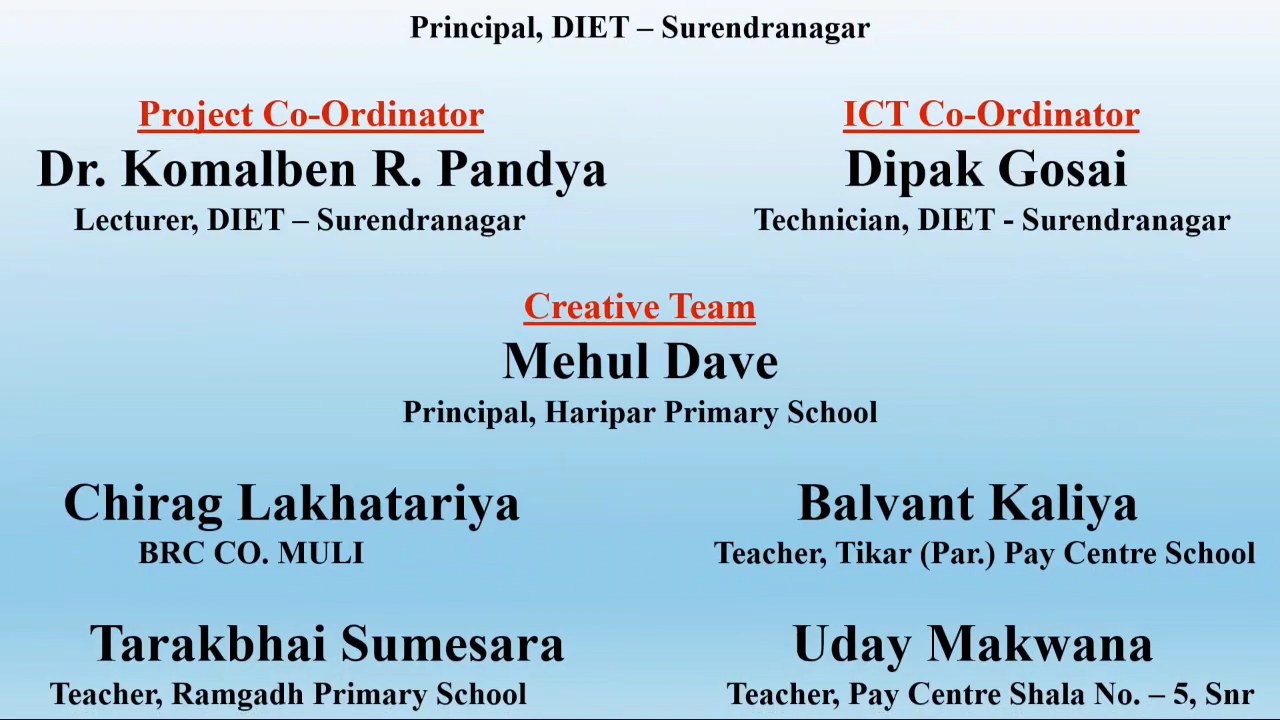 Principal, DIET – Surendranagar
Project Co-Ordinator
ICT Co-Ordinator
Dr. Komalben R. Pandya
Dipak Gosai
Lecturer, DIET – Surendranagar
Technician, DIET - Surendranagar
Creative Team
Mehul Dave
Principal, Haripar Primary School
Chirag Lakhatariya
Balvant Kaliya
BRC CO. MULI
Teacher, Tikar (Par.) Pay Centre School
Tarakbhai Sumesara
Uday Makwana
Teacher, Ramgadh Primary School
Teacher, Pay Centre Shala No. – 5, Snr